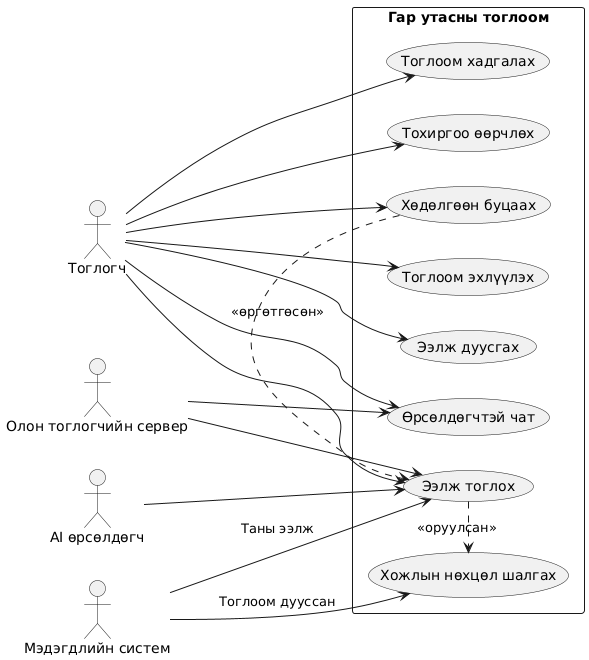 Гар утасны тоглоом
Тоглоом хадгалах
Тохиргоо өөрчлөх
Хөдөлгөөн буцаах
Тоглогч
Тоглоом эхлүүлэх
«өргөтгөсөн»
Ээлж дуусгах
Өрсөлдөгчтэй чат
Олон тоглогчийн сервер
Ээлж тоглох
Таны ээлж
«оруулсан»
AI өрсөлдөгч
Хожлын нөхцөл шалгах
Тоглоом дууссан
Мэдэгдлийн систем